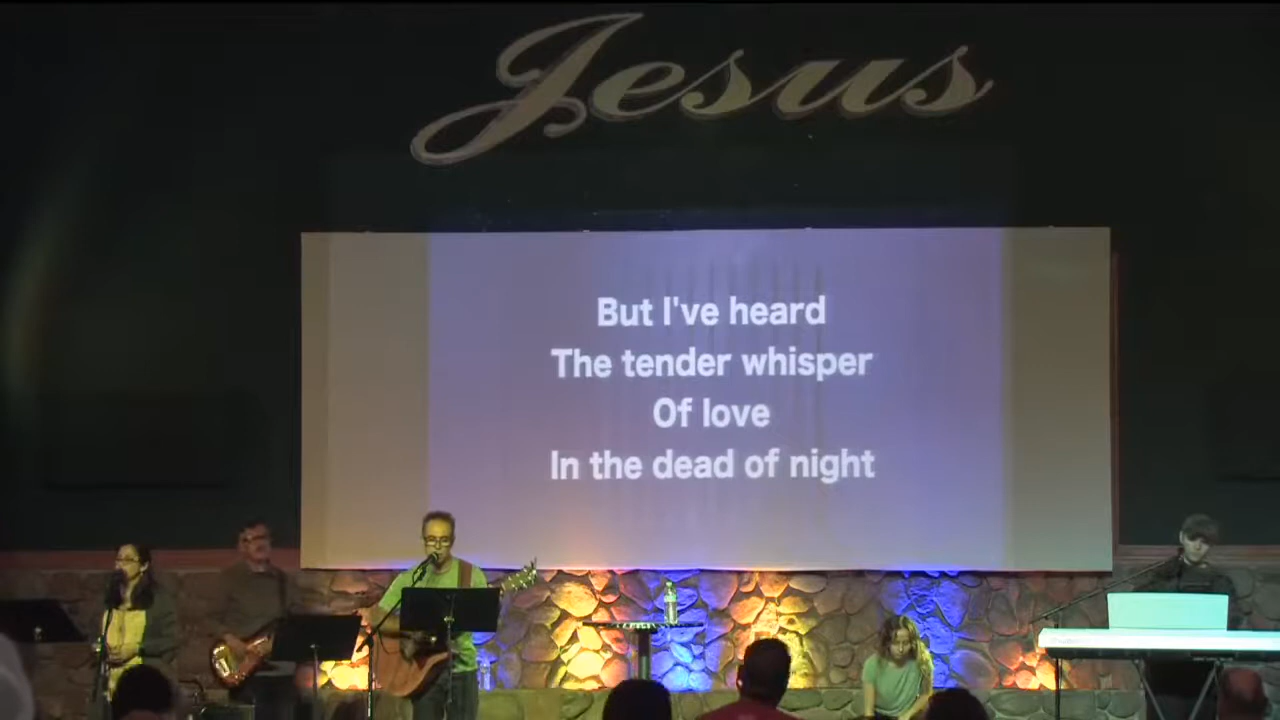 Jesus
But I've heard
The tender whisper
Of love
In the dead of night